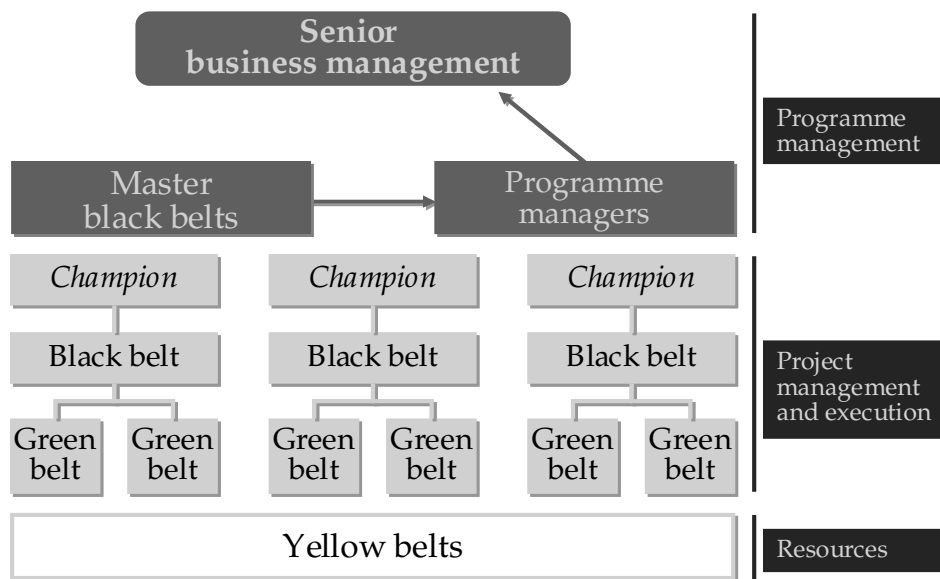 Senior
business management
Programme
management
Master
black belts
Programme
managers
Champion
Champion
Champion
Black belt
Black belt
Black belt
Project
management
and execution
Green
belt
Green
belt
Green
belt
Green
belt
Green
belt
Green
belt
Yellow belts
Resources